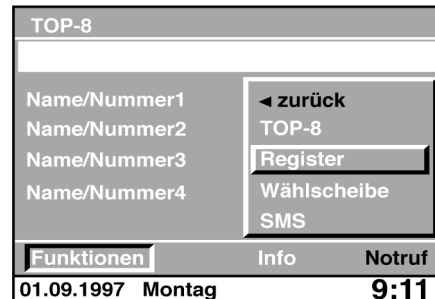 TOP-8
Name/Nummer1
Name/Nummer2
Name/Nummer3
Name/Nummer4
◄ zurück
TOP-8
Register
Wählscheibe
SMS
Funktionen Info Notruf
01.09.1997 Montag 9:11